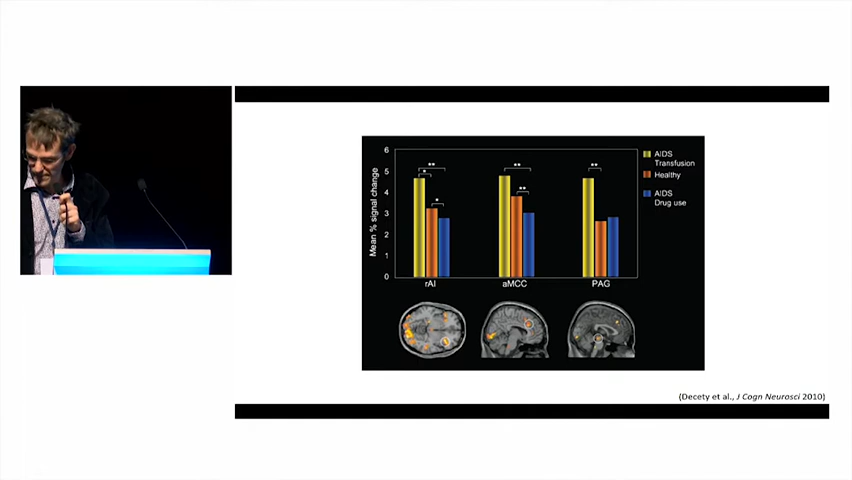 6
5
4
3
2
1
0
Mean % signal change
** * *
** **
**
rAI aMCC PAG
AIDS
Transfusion
Healthy
AIDS
Drug use
(Decety et al., J Cogn Neurosci 2010)